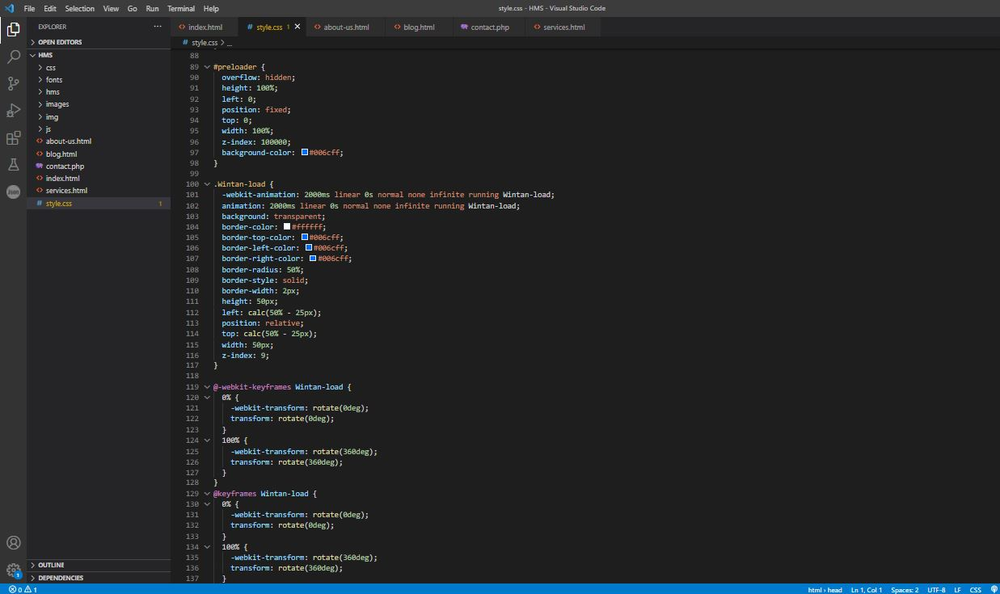 File Edit Selection View Go Run Terminal Help
style.css - HMS - Visual Studio Code
EXPLORER ...
OPEN EDITORS
HMS
css
fonts
hms
images
img
js
about-us.html
blog.html
contact.php
index.html
services.html
# style.css 1
OUTLINE
DEPENDENCIES
index.html # style.css 1 about-us.html blog.html contact.php services.html
# style.css > ...
88
89 #preloader {
90 overflow: hidden;
91 height: 100%;
92 left: 0;
93 position: fixed;
94 top: 0;
95 width: 100%;
96 z-index: 100000;
97 background-color: #006cff;
98 }
99
100 .Wintan-load {
101 -webkit-animation: 2000ms linear 0s normal none infinite running Wintan-load;
102 animation: 2000ms linear 0s normal none infinite running Wintan-load;
103 background: transparent;
104 border-color: #ffffff;
105 border-top-color: #006cff;
106 border-left-color: #006cff;
107 border-right-color: #006cff;
108 border-radius: 50%;
109 border-style: solid;
110 border-width: 2px;
111 height: 50px;
112 left: calc(50% - 25px);
113 position: relative;
114 top: calc(50% - 25px);
115 width: 50px;
116 z-index: 9;
117 }
118
119 @-webkit-keyframes Wintan-load {
120 0% {
121 -webkit-transform: rotate(0deg);
122 transform: rotate(0deg);
123 }
124 100% {
125 -webkit-transform: rotate(360deg);
126 transform: rotate(360deg);
127 }
128 }
129 @keyframes Wintan-load {
130 0% {
131 -webkit-transform: rotate(0deg);
132 transform: rotate(0deg);
133 }
134 100% {
135 -webkit-transform: rotate(360deg);
136 transform: rotate(360deg);
137 }
1
0 1
html > head Ln 1, Col 1 Spaces: 2 UTF-8 LF CSS